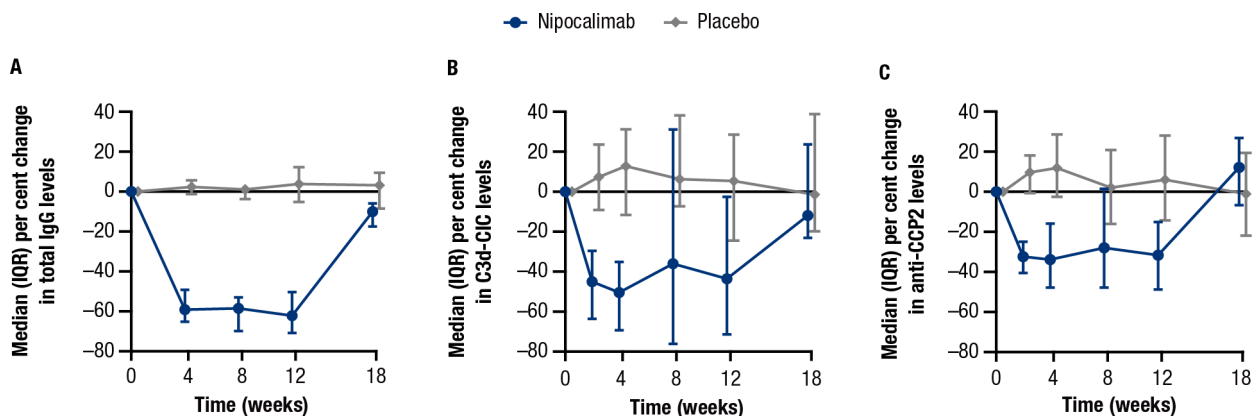 Nipocalimab Placebo
A
Median (IQR) per cent change
in total IgG levels
40
20
0
−20
−40
−60
−80
0 4 8 12 18
Time (weeks)
B
Median (IQR) per cent change
in C3d-CIC levels
40
20
0
−20
−40
−60
−80
0 4 8 12 18
Time (weeks)
C
Median (IQR) per cent change
in anti-CCP2 levels
40
20
0
−20
−40
−60
−80
0 4 8 12 18
Time (weeks)